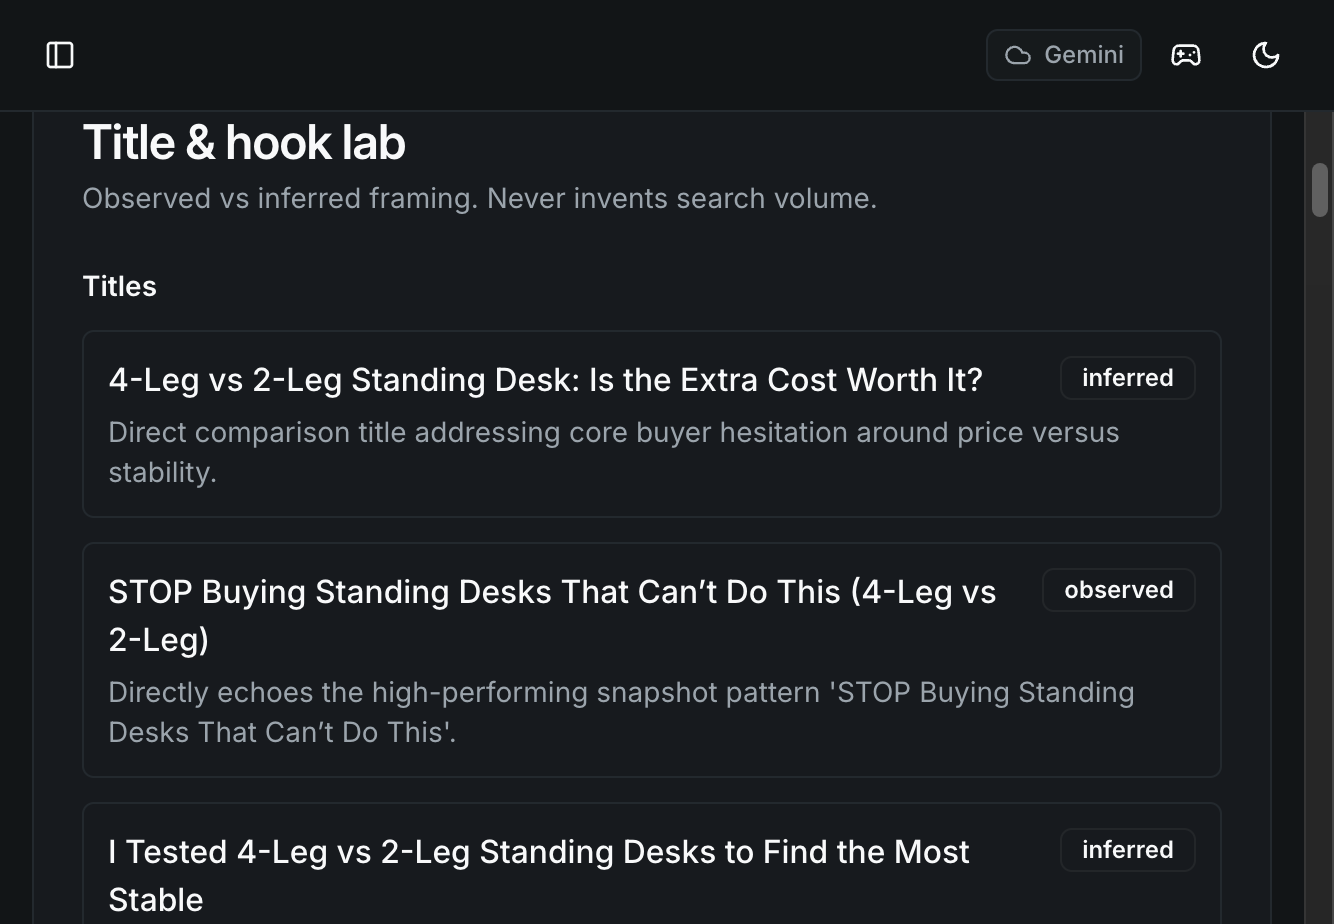 Gemini
Title & hook lab
Observed vs inferred framing. Never invents search volume.
Titles
4-Leg vs 2-Leg Standing Desk: Is the Extra Cost Worth It?
inferred
Direct comparison title addressing core buyer hesitation around price versus
stability.
STOP Buying Standing Desks That Can’t Do This (4-Leg vs
2-Leg)
observed
Directly echoes the high-performing snapshot pattern 'STOP Buying Standing
Desks That Can’t Do This'.
I Tested 4-Leg vs 2-Leg Standing Desks to Find the Most
Stable
inferred